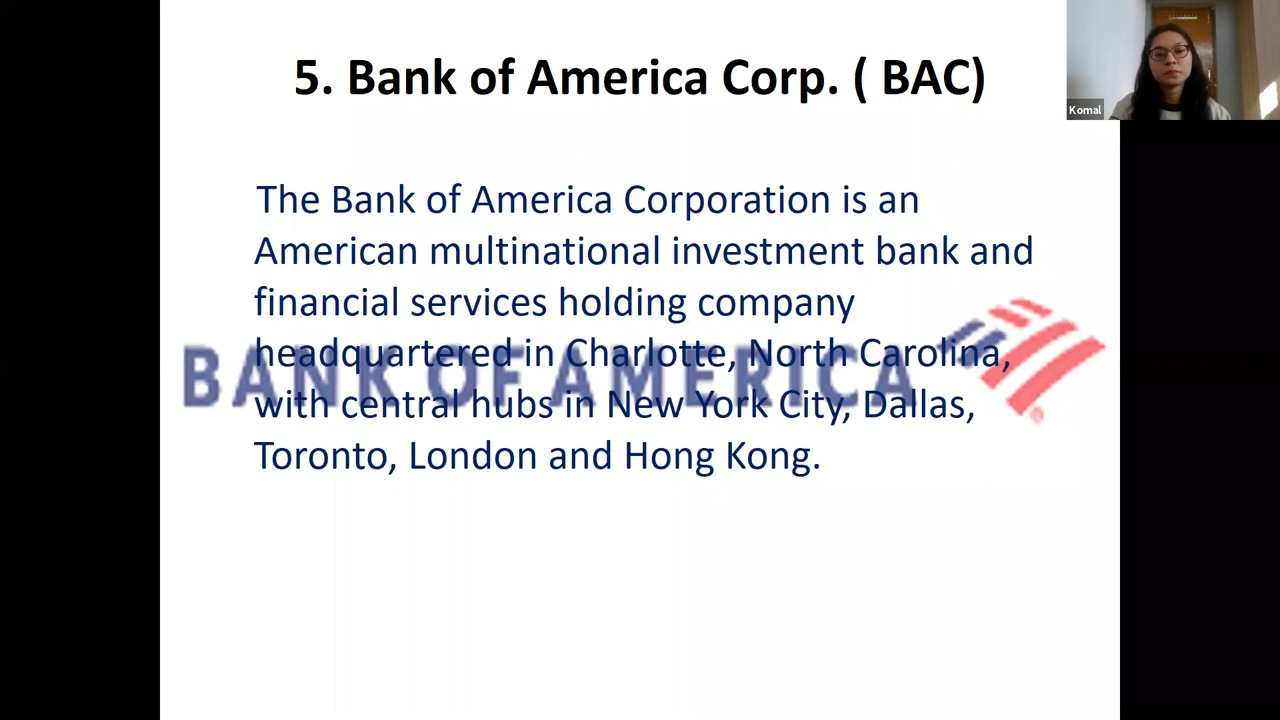 5. Bank of America Corp. ( BAC)
Komal
The Bank of America Corporation is an
American multinational investment bank and
financial services holding company
headquartered in Charlotte, North Carolina,
with central hubs in New York City, Dallas,
Toronto, London and Hong Kong.
BANK OF AMERICA